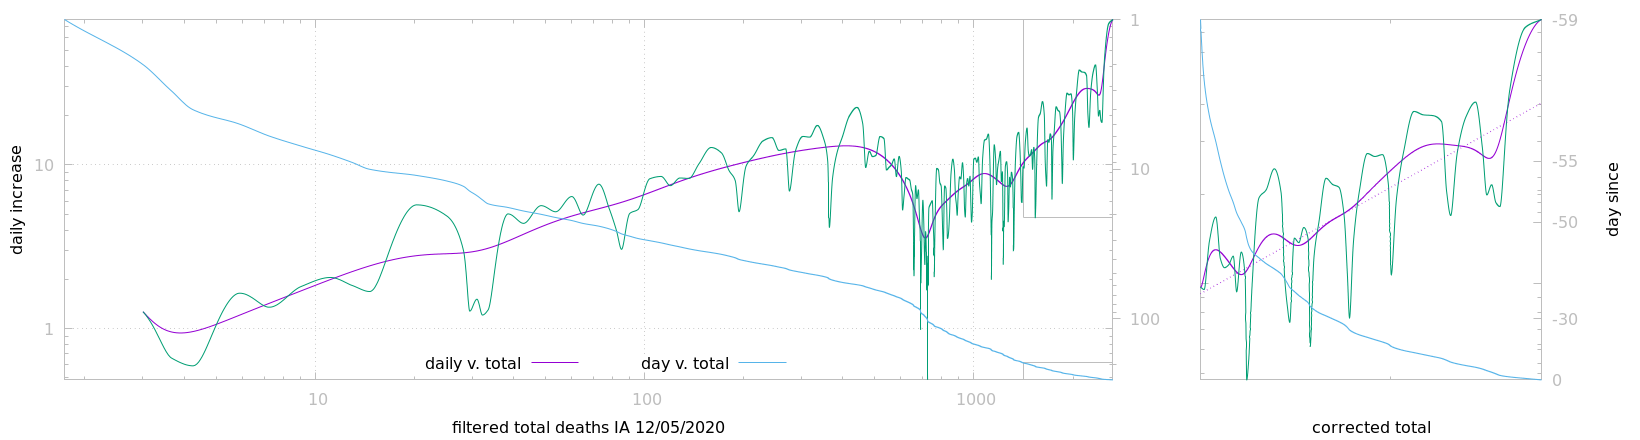 1
-59
10
10
-55
daily increase
-50
day since
1
100
-30
daily v. total
day v. total
0
10
100
1000
filtered total deaths IA 12/05/2020
corrected total